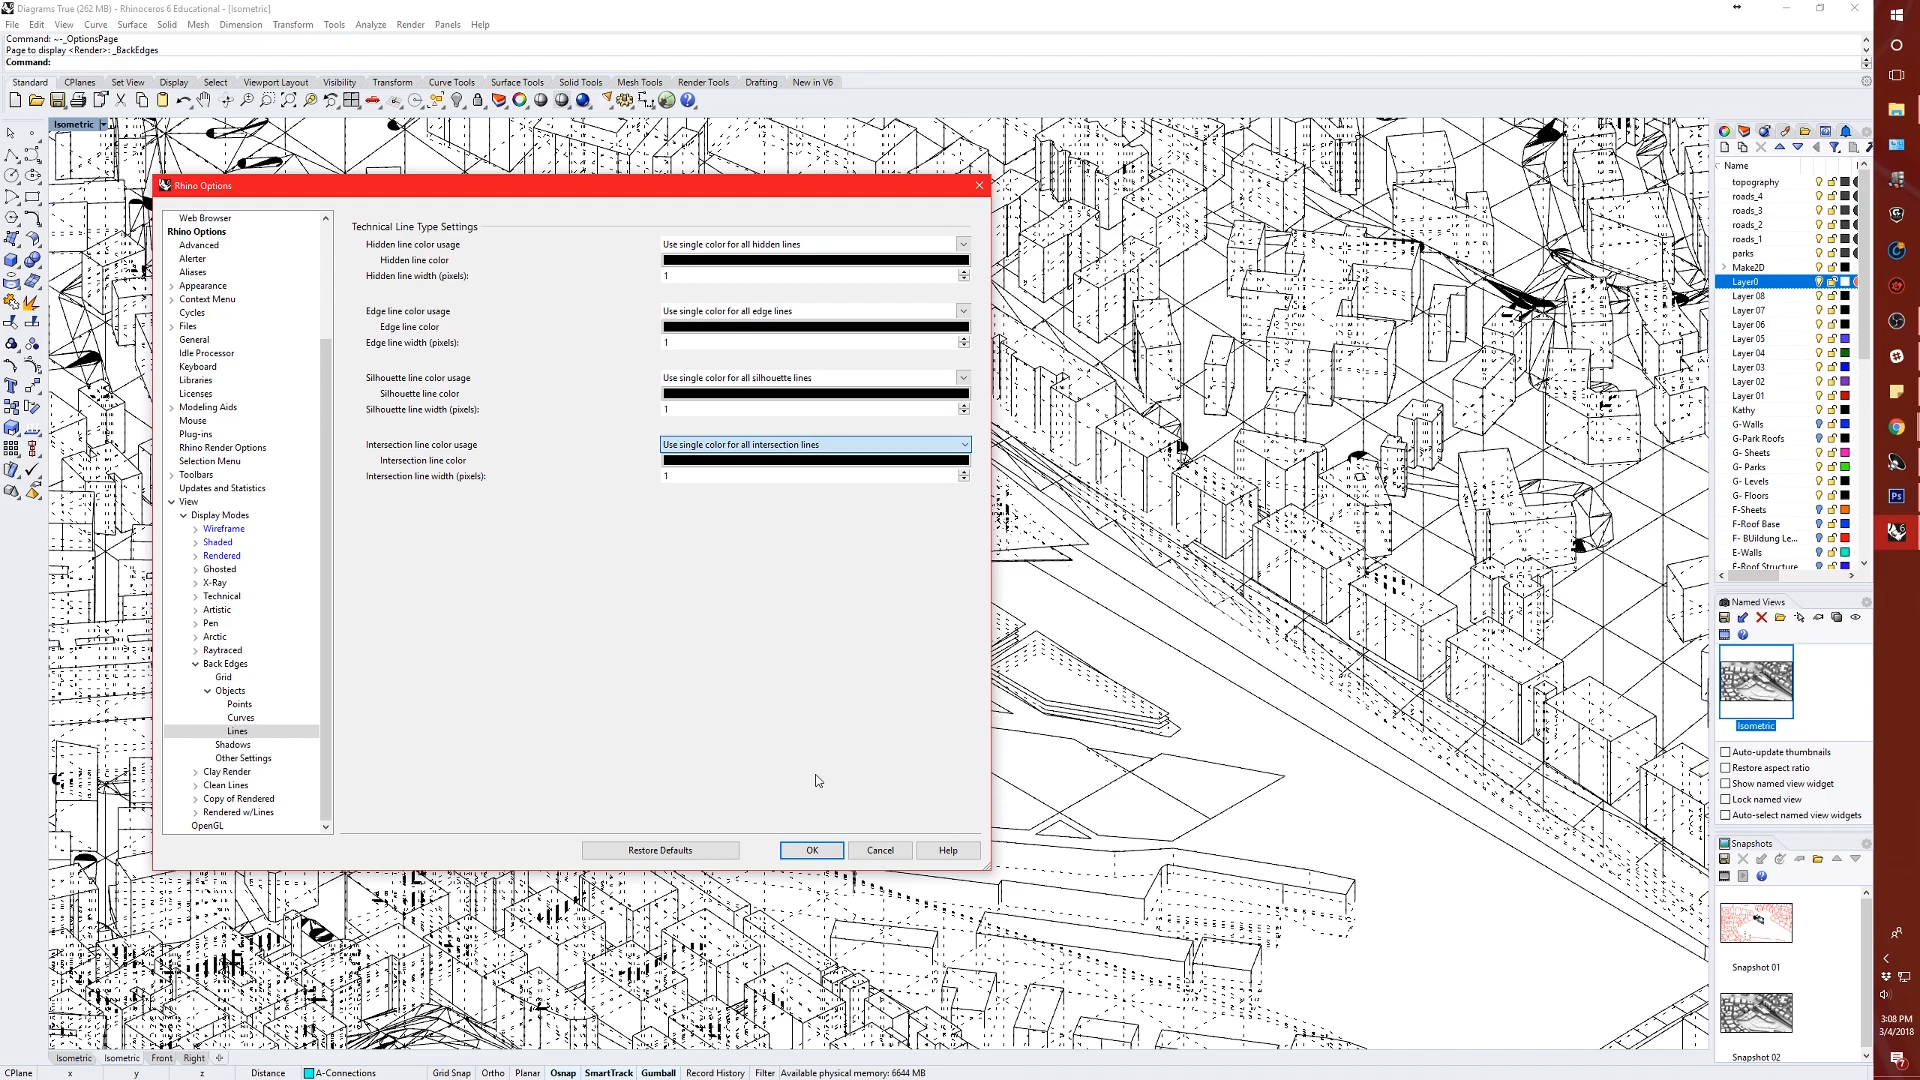 Diagrams True (262 MB) - Rhinoceros 6 Educational - [Isometric]
File Edit View Curve Surface Solid Mesh Dimension Transform Tools Analyze Render Panels Help
Command: ~-_OptionsPage
Page to display <Render>: _BackEdges
Command:
Standard CPlanes Set View Display Select Viewport Layout Visibility Transform Curve Tools Surface Tools Solid Tools Mesh Tools Render Tools Drafting New in V6
Isometric
Rhino Options
Web Browser
Rhino Options
Advanced
Alerter
Aliases
Appearance
Context Menu
Cycles
Files
General
Idle Processor
Keyboard
Libraries
Licenses
Modeling Aids
Mouse
Plug-ins
Rhino Render Options
Selection Menu
Toolbars
Updates and Statistics
View
Display Modes
Wireframe
Shaded
Rendered
Ghosted
X-Ray
Technical
Artistic
Pen
Arctic
Raytraced
Back Edges
Grid
Objects
Points
Curves
Lines
Shadows
Other Settings
Clay Render
Clean Lines
Copy of Rendered
Rendered w/Lines
OpenGL
Technical Line Type Settings
Hidden line color usage Use single color for all hidden lines
Hidden line color
Hidden line width (pixels): 1
Edge line color usage Use single color for all edge lines
Edge line color
Edge line width (pixels): 1
Silhouette line color usage Use single color for all silhouette lines
Silhouette line color
Silhouette line width (pixels): 1
Intersection line color usage Use single color for all intersection lines
Intersection line color
Intersection line width (pixels): 1
Restore Defaults OK Cancel Help
Name
topography
roads_4
roads_3
roads_2
roads_1
parks
Make2D
Layer0
Layer 08
Layer 07
Layer 06
Layer 05
Layer 04
Layer 03
Layer 02
Layer 01
Kathy
G-Walls
G-Park Roofs
G- Sheets
G- Parks
G- Levels
G- Floors
F-Sheets
F-Roof Base
F- BUildung Le...
E-Walls
E-Roof Structure
Named Views
Isometric
Auto-update thumbnails
Restore aspect ratio
Show named view widget
Lock named view
Auto-select named view widgets
Snapshots
Snapshot 01
Snapshot 02
Ps
3:08 PM
3/4/2018
Isometric Isometric Front Right
CPlane x y z Distance A-Connections Grid Snap Ortho Planar Osnap SmartTrack Gumball Record History Filter Available physical memory: 6644 MB